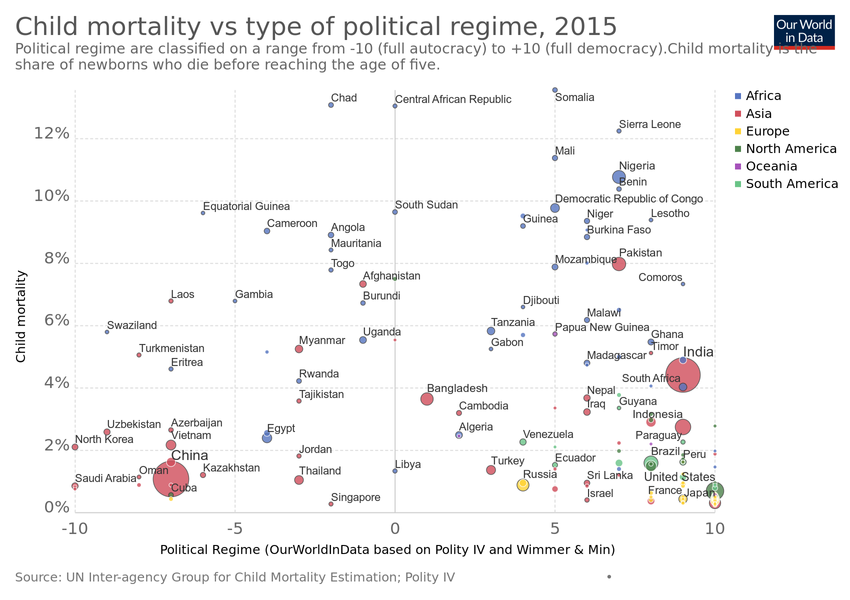 Child mortality vs type of political regime, 2015
Our World
in Data
Political regime are classified on a range from -10 (full autocracy) to +10 (full democracy).Child mortality is the
share of newborns who die before reaching the age of five.
Africa
Asia
Europe
North America
Oceania
South America
Chad
Central African Republic
Somalia
Sierra Leone
12%
Mali
Nigeria
Benin
10%
Democratic Republic of Congo
Equatorial Guinea
South Sudan
Niger
Lesotho
Guinea
Cameroon
Angola
Burkina Faso
Mauritania
8%
Togo
Mozambique
Pakistan
Afghanistan
Comoros
Laos
Gambia
Burundi
Djibouti
6%
Malawi
Swaziland
Tanzania
Papua New Guinea
Uganda
Ghana
Turkmenistan
Myanmar
Gabon
Timor
India
Eritrea
Madagascar
4%
Rwanda
South Africa
Tajikistan
Bangladesh
Nepal
Cambodia
Iraq
Guyana
Indonesia
Uzbekistan
Azerbaijan
Vietnam
Egypt
Algeria
Venezuela
Paraguay
North Korea
2%
China
Jordan
Brazil
Peru
Oman
Kazakhstan
Libya
Turkey
Ecuador
Saudi Arabia
Thailand
Russia
Sri Lanka
United States
Cuba
Singapore
Israel
France
Japan
0%
-10
-5
0
5
10
Child mortality
Political Regime (OurWorldInData based on Polity IV and Wimmer & Min)
Source: UN Inter-agency Group for Child Mortality Estimation; Polity IV